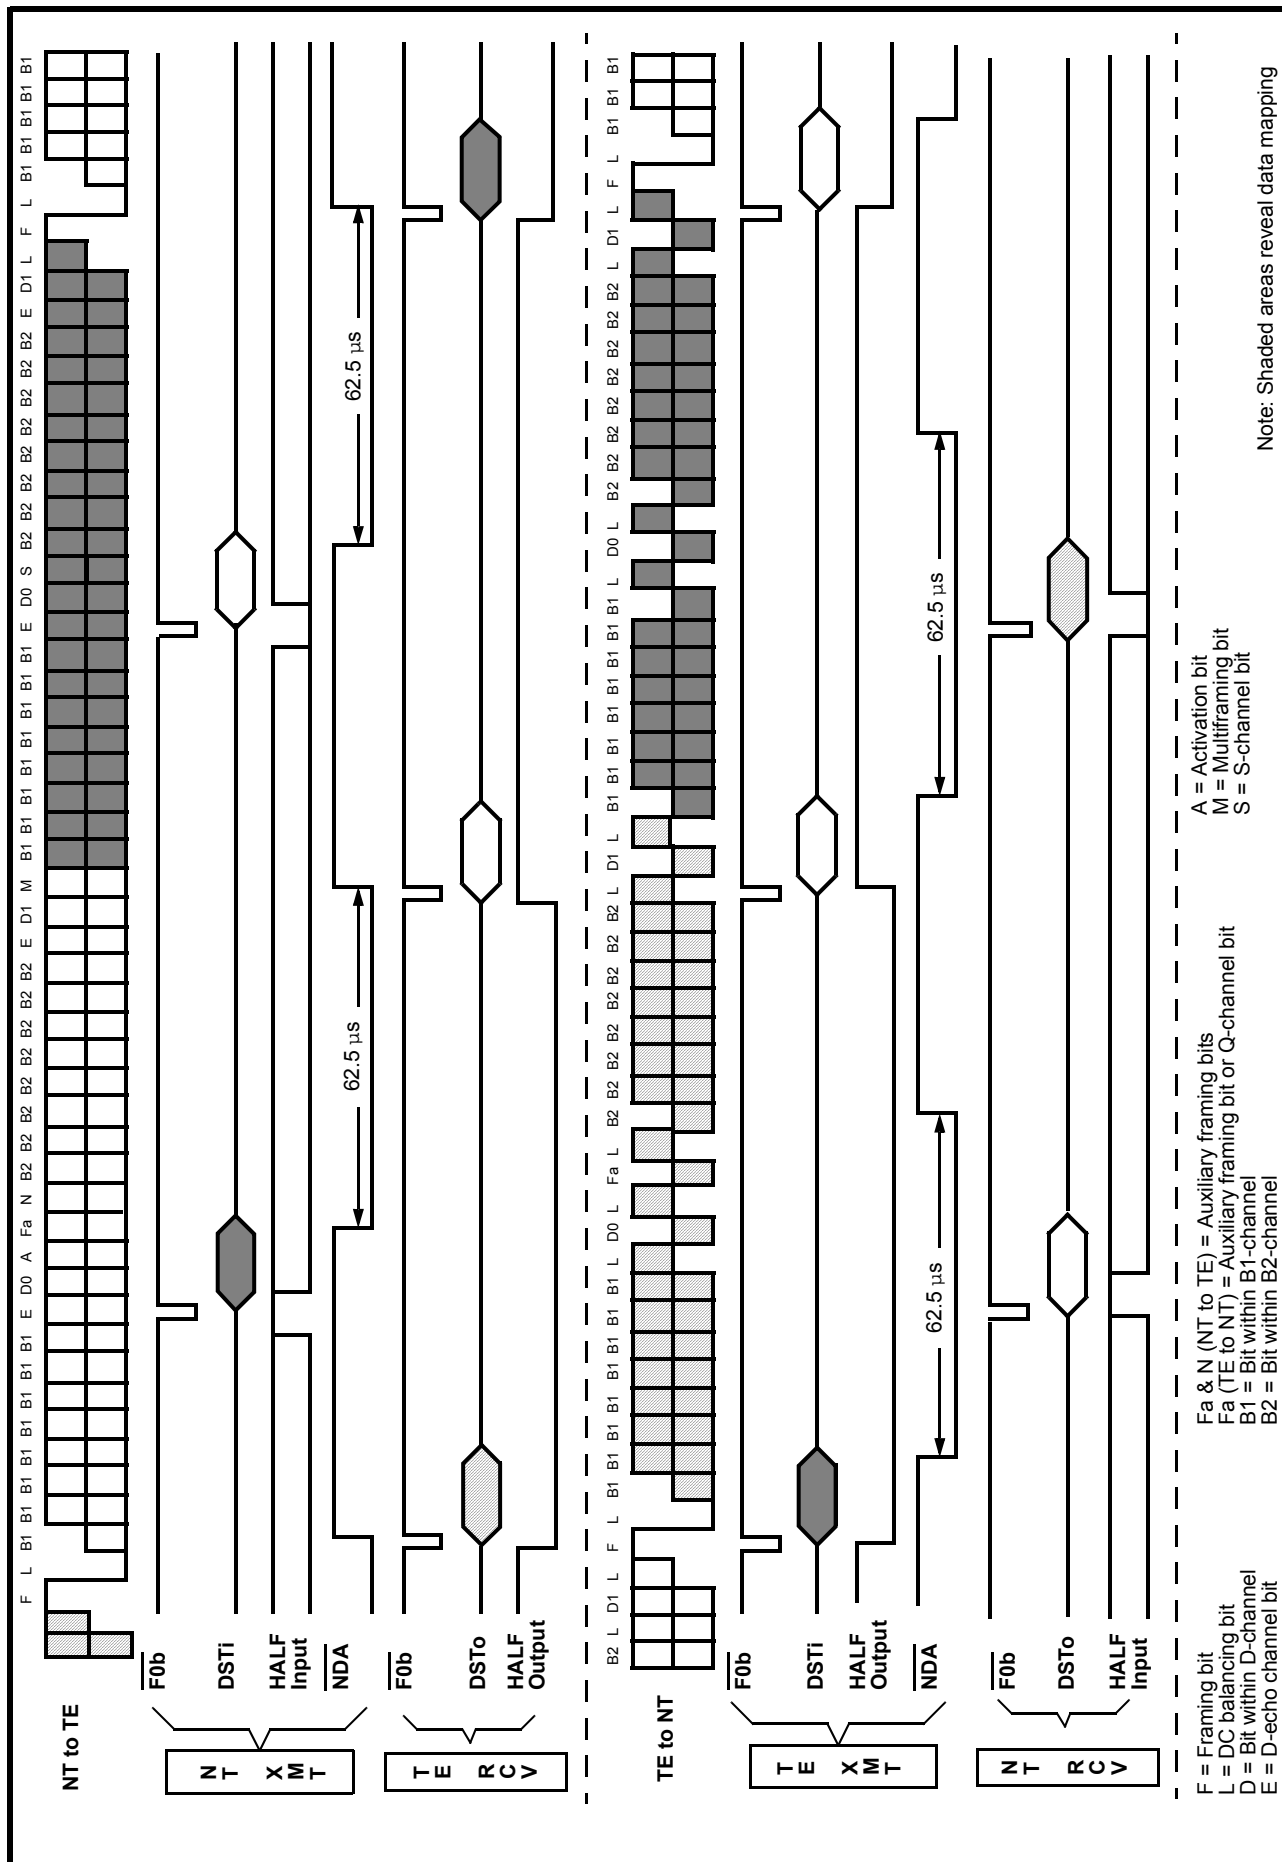 F L B1 B1 B1 B1 B1 B1 B1 B1 E D0 A Fa N B2 B2 B2 B2 B2 B2 B2 B2 E D1 M B1 B1 B1 B1 B1 B1 B1 B1 E D0 S B2 B2 B2 B2 B2 B2 B2 B2 E D1 L F L B1 B1 B1 B1 B1
NT to TE
NT XMT
F0b
DSTi
HALF
Input
NDA
62.5 µs
62.5 µs
TE RCV
F0b
DSTo
HALF
Output
B2 L D1 L F L B1 B1 B1 B1 B1 B1 B1 B1 L D0 L Fa L B2 B2 B2 B2 B2 B2 B2 B2 L D1 L B1 B1 B1 B1 B1 B1 B1 B1 L D0 L B2 B2 B2 B2 B2 B2 B2 B2 L D1 L F L B1 B1 B1
TE to NT
TE XMT
F0b
DSTi
HALF
Output
NDA
62.5 µs
62.5 µs
NT RCV
F0b
DSTo
HALF
Input
F = Framing bit
L = DC balancing bit
D = Bit within D-channel
E = D-echo channel bit
Fa & N (NT to TE) = Auxiliary framing bits
Fa (TE to NT) = Auxiliary framing bit or Q-channel bit
B1 = Bit within B1-channel
B2 = Bit within B2-channel
A = Activation bit
M = Multiframing bit
S = S-channel bit
Note: Shaded areas reveal data mapping